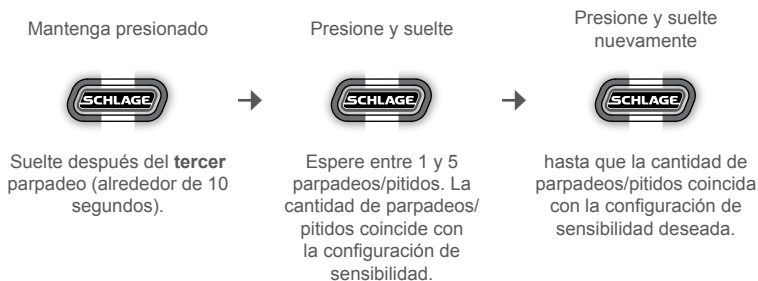 Mantenga presionado
SCHLAGE
Suelte después del tercer
parpadeo (alrededor de 10
segundos).
Presione y suelte
SCHLAGE
Espere entre 1 y 5
parpadeos/pitidos. La
cantidad de parpadeos/
pitidos coincide con
la configuración de
sensibilidad.
Presione y suelte
nuevamente
SCHLAGE
hasta que la cantidad de
parpadeos/pitidos coincida
con la configuración de
sensibilidad deseada.